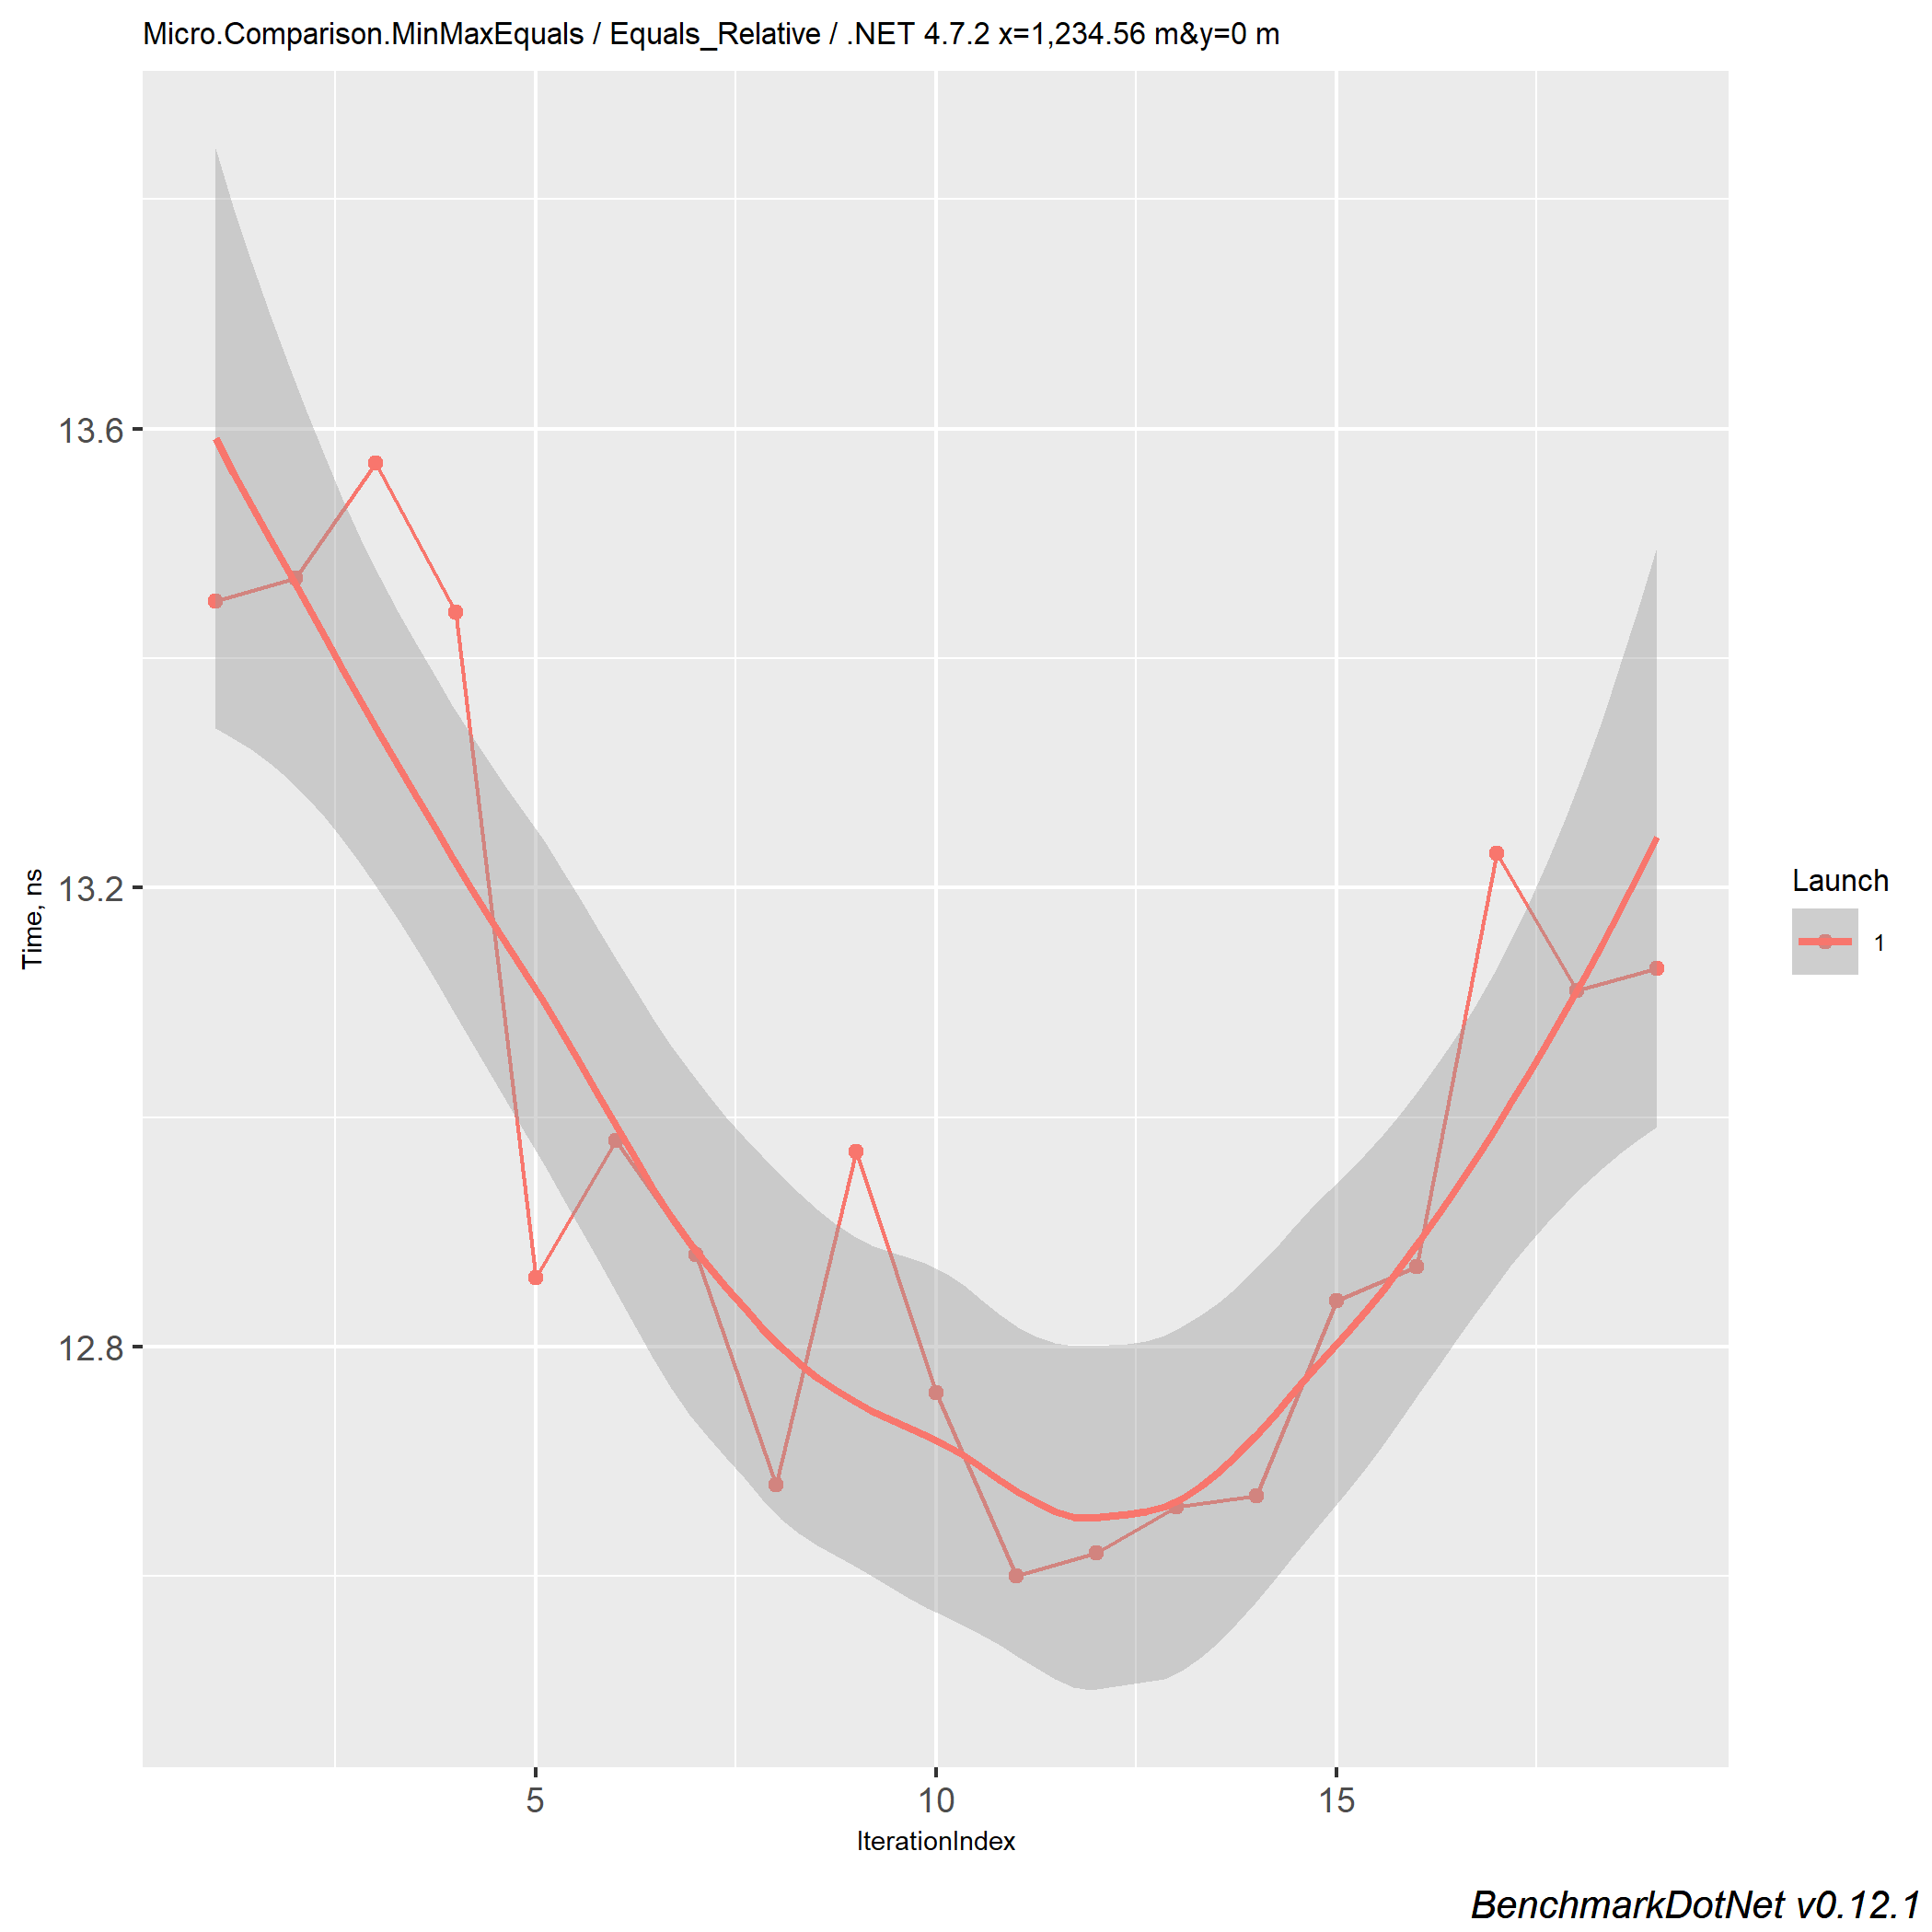 Micro.Comparison.MinMaxEquals / Equals_Relative / .NET 4.7.2 x=1,234.56 m&y=0 m
13.6
13.2
12.8
Time, ns
5
10
15
IterationIndex
Launch
1
BenchmarkDotNet v0.12.1